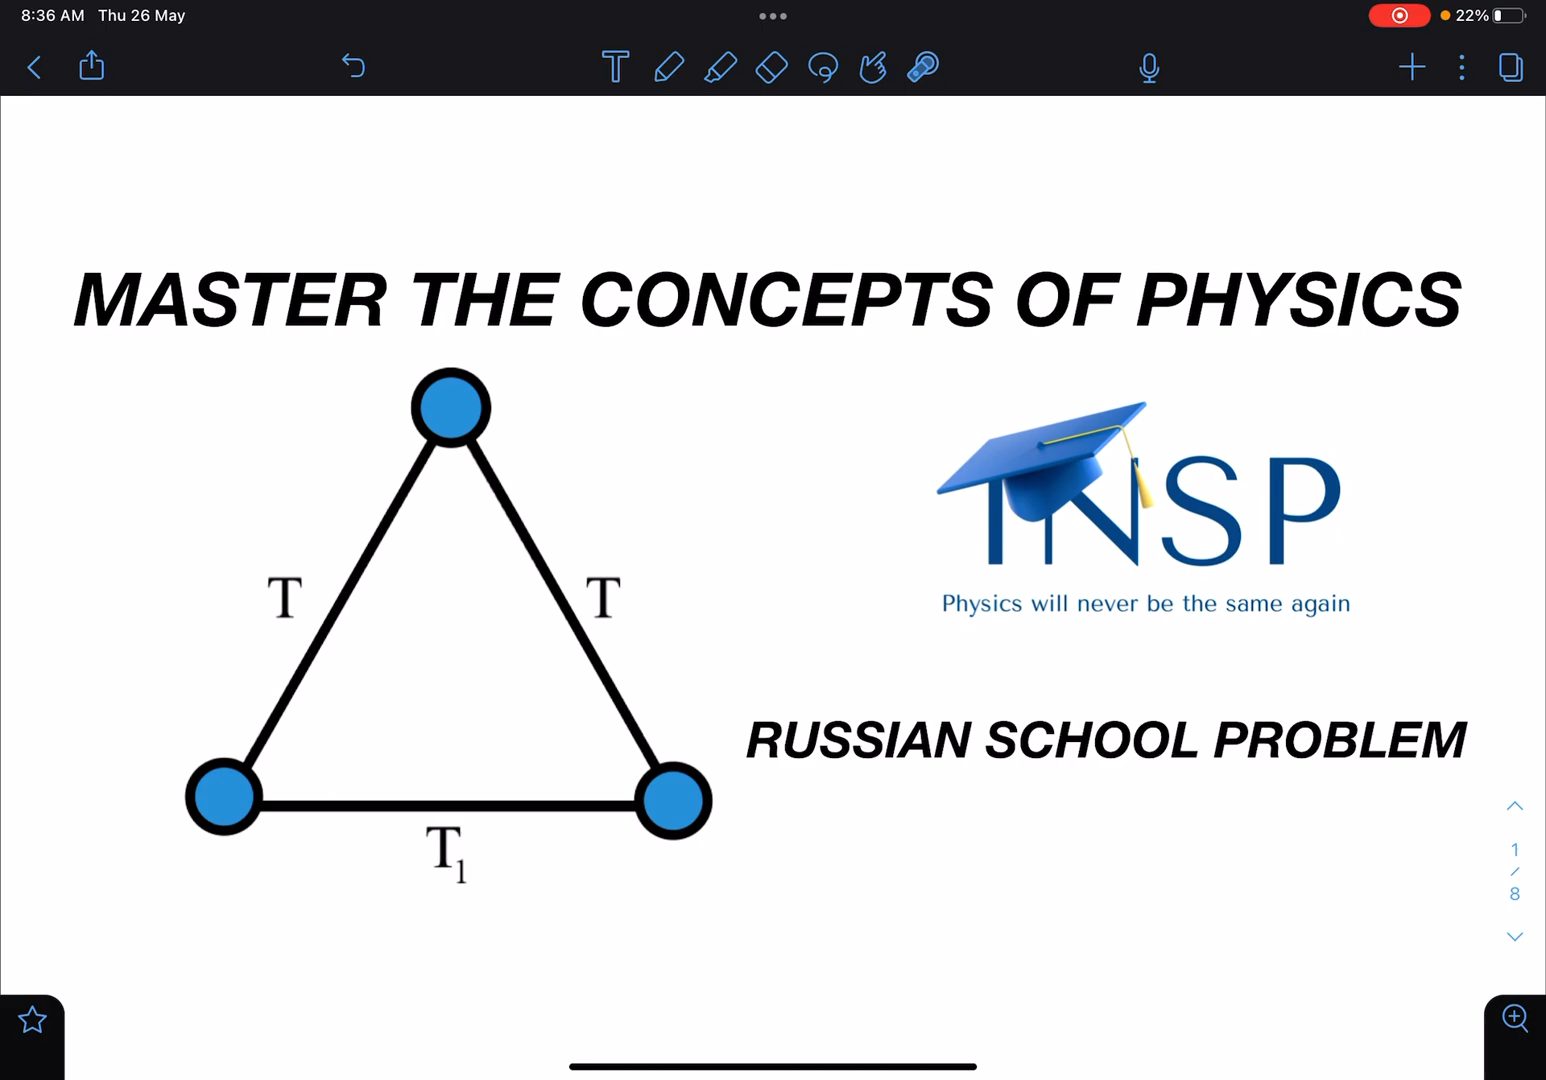 8:36 AM Thu 26 May
22%
T
MASTER THE CONCEPTS OF PHYSICS
T
T
T1
INSP
Physics will never be the same again
RUSSIAN SCHOOL PROBLEM
1
/
8